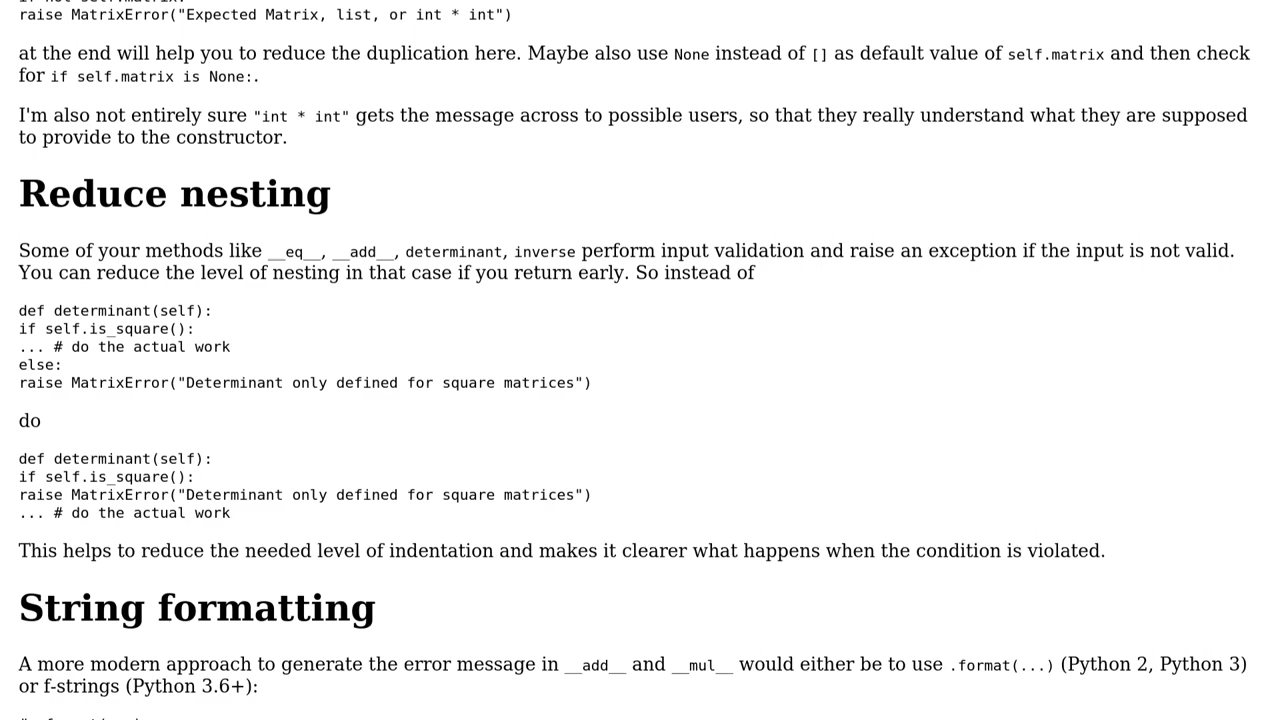 raise MatrixError("Expected Matrix, list, or int * int")
at the end will help you to reduce the duplication here. Maybe also use None instead of [] as default value of self.matrix and then check
for if self.matrix is None:.
I'm also not entirely sure "int * int" gets the message across to possible users, so that they really understand what they are supposed
to provide to the constructor.
Reduce nesting
Some of your methods like __eq__, __add__, determinant, inverse perform input validation and raise an exception if the input is not valid.
You can reduce the level of nesting in that case if you return early. So instead of
def determinant(self):
if self.is_square():
... # do the actual work
else:
raise MatrixError("Determinant only defined for square matrices")
do
def determinant(self):
if self.is_square():
raise MatrixError("Determinant only defined for square matrices")
... # do the actual work
This helps to reduce the needed level of indentation and makes it clearer what happens when the condition is violated.
String formatting
A more modern approach to generate the error message in __add__ and __mul__ would either be to use .format(...) (Python 2, Python 3)
or f-strings (Python 3.6+):